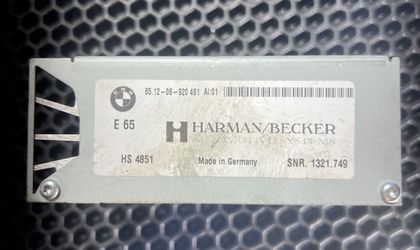 BMW
65.12-06-920 461 AI:01
E 65
H HARMAN/BECKER
AUTOMOTIVE SYSTEMS
HS 4851 Made in Germany SNR. 1321.749